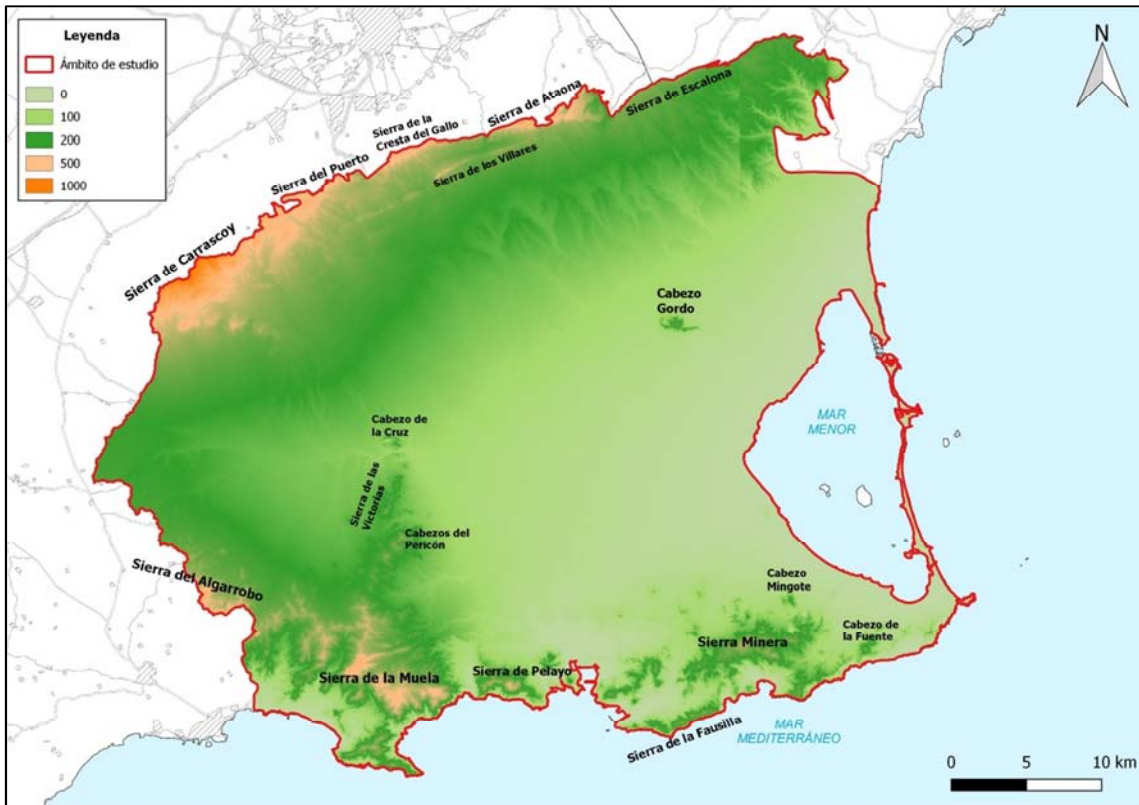 Leyenda
Ámbito de estudio
0
100
200
500
1000
N
Sierra de Escalona
Sierra de Ataona
Sierra de la
Cresta del Gallo
Sierra de los Villares
Sierra del Puerto
Sierra de Carrascoy
Cabezo
Gordo
MAR
MENOR
Cabezo de
la Cruz
Sierra de las
Victorias
Cabezos del
Pericón
Sierra del Algarrobo
Cabezo
Mingote
Cabezo de
la Fuente
Sierra Minera
Sierra de Pelayo
Sierra de la Muela
Sierra de la Fausilla
MAR
MEDITERRÁNEO
0 5 10 km